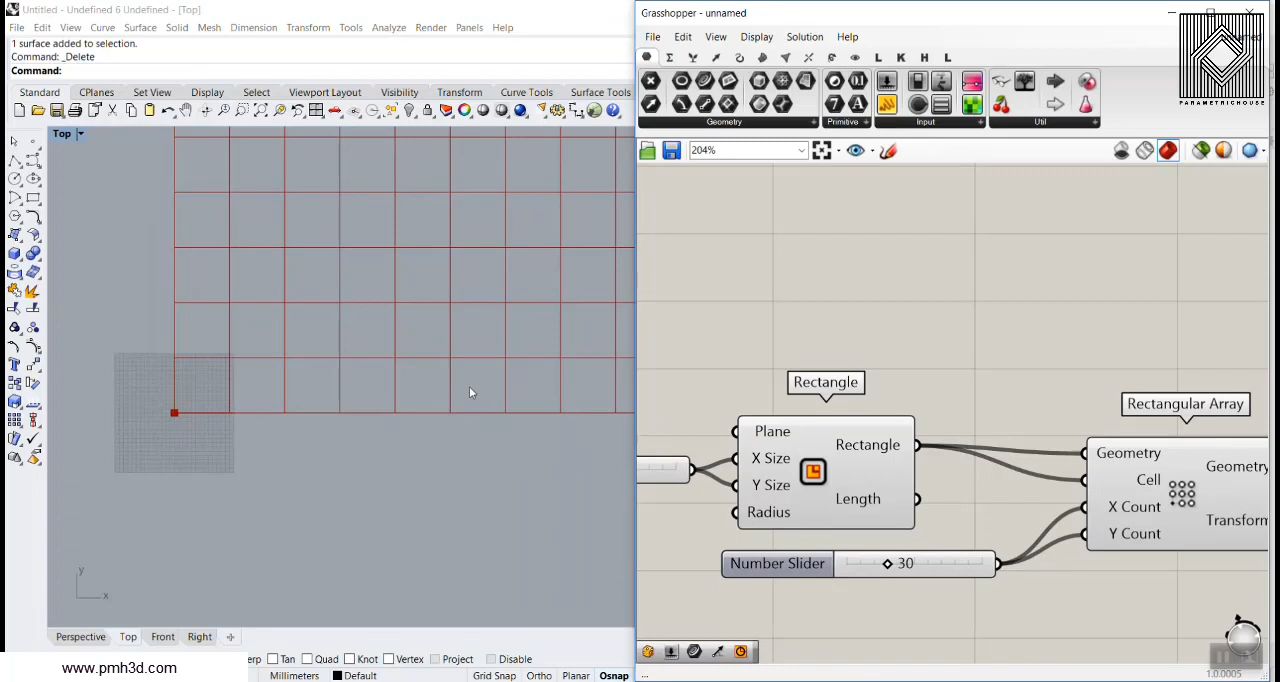 Untitled - Undefined 6 Undefined - [Top]
File Edit View Curve Surface Solid Mesh Dimension Transform Tools Analyze Render Panels Help
1 surface added to selection.
Command: _Delete
Command:
Standard CPlanes Set View Display Select Viewport Layout Visibility Transform Curve Tools Surface Tools
Top
y
x
Perspective Top Front Right
www.pmh3d.com
erp Tan Quad Knot Vertex Project Disable
Millimeters Default Grid Snap Ortho Planar Osnap
Grasshopper - unnamed
File Edit View Display Solution Help
L K H L
PARAMETRICHOUSE
Geometry Primitive Input Util
204%
Rectangle
Plane
X Size
Y Size
Radius
Rectangle
Length
Number Slider 30
Rectangular Array
Geometry
Cell
X Count
Y Count
Geometry
Transform
...
1.0.0005